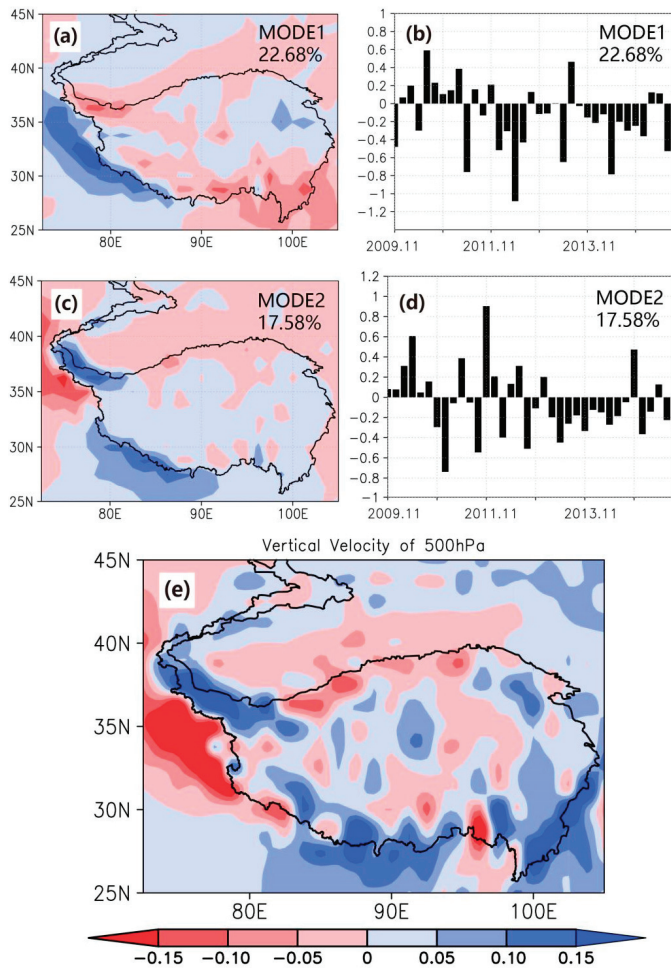 (a)
MODE1
22.68%
45N
40N
35N
30N
25N
80E
90E
100E
(b)
MODE1
22.68%
1
0.8
0.6
0.4
0.2
0
-0.2
-0.4
-0.6
-0.8
-1
-1.2
2009.11
2011.11
2013.11
(c)
MODE2
17.58%
45N
40N
35N
30N
25N
80E
90E
100E
(d)
MODE2
17.58%
1.2
1
0.8
0.6
0.4
0.2
0
-0.2
-0.4
-0.6
-0.8
-1
2009.11
2011.11
2013.11
Vertical Velocity of 500hPa
(e)
45N
40N
35N
30N
25N
80E
90E
100E
-0.15
-0.10
-0.05
0
0.05
0.10
0.15